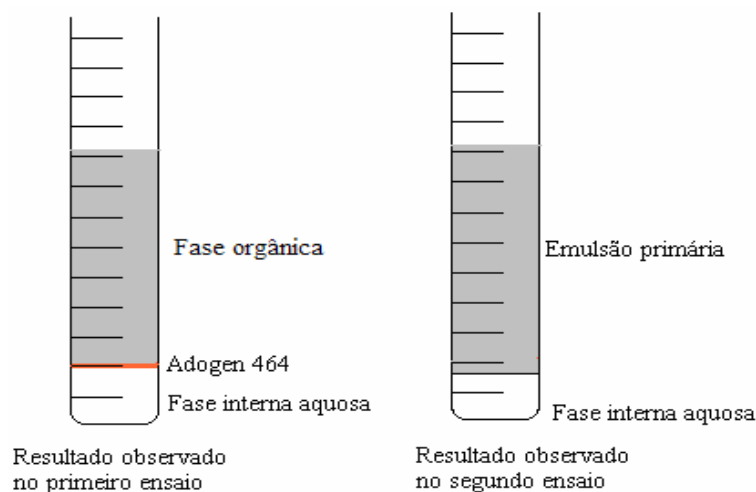 Fase orgânica
Adogen 464
Fase interna aquosa
Resultado observado
no primeiro ensaio
Emulsão primária
Fase interna aquosa
Resultado observado
no segundo ensaio